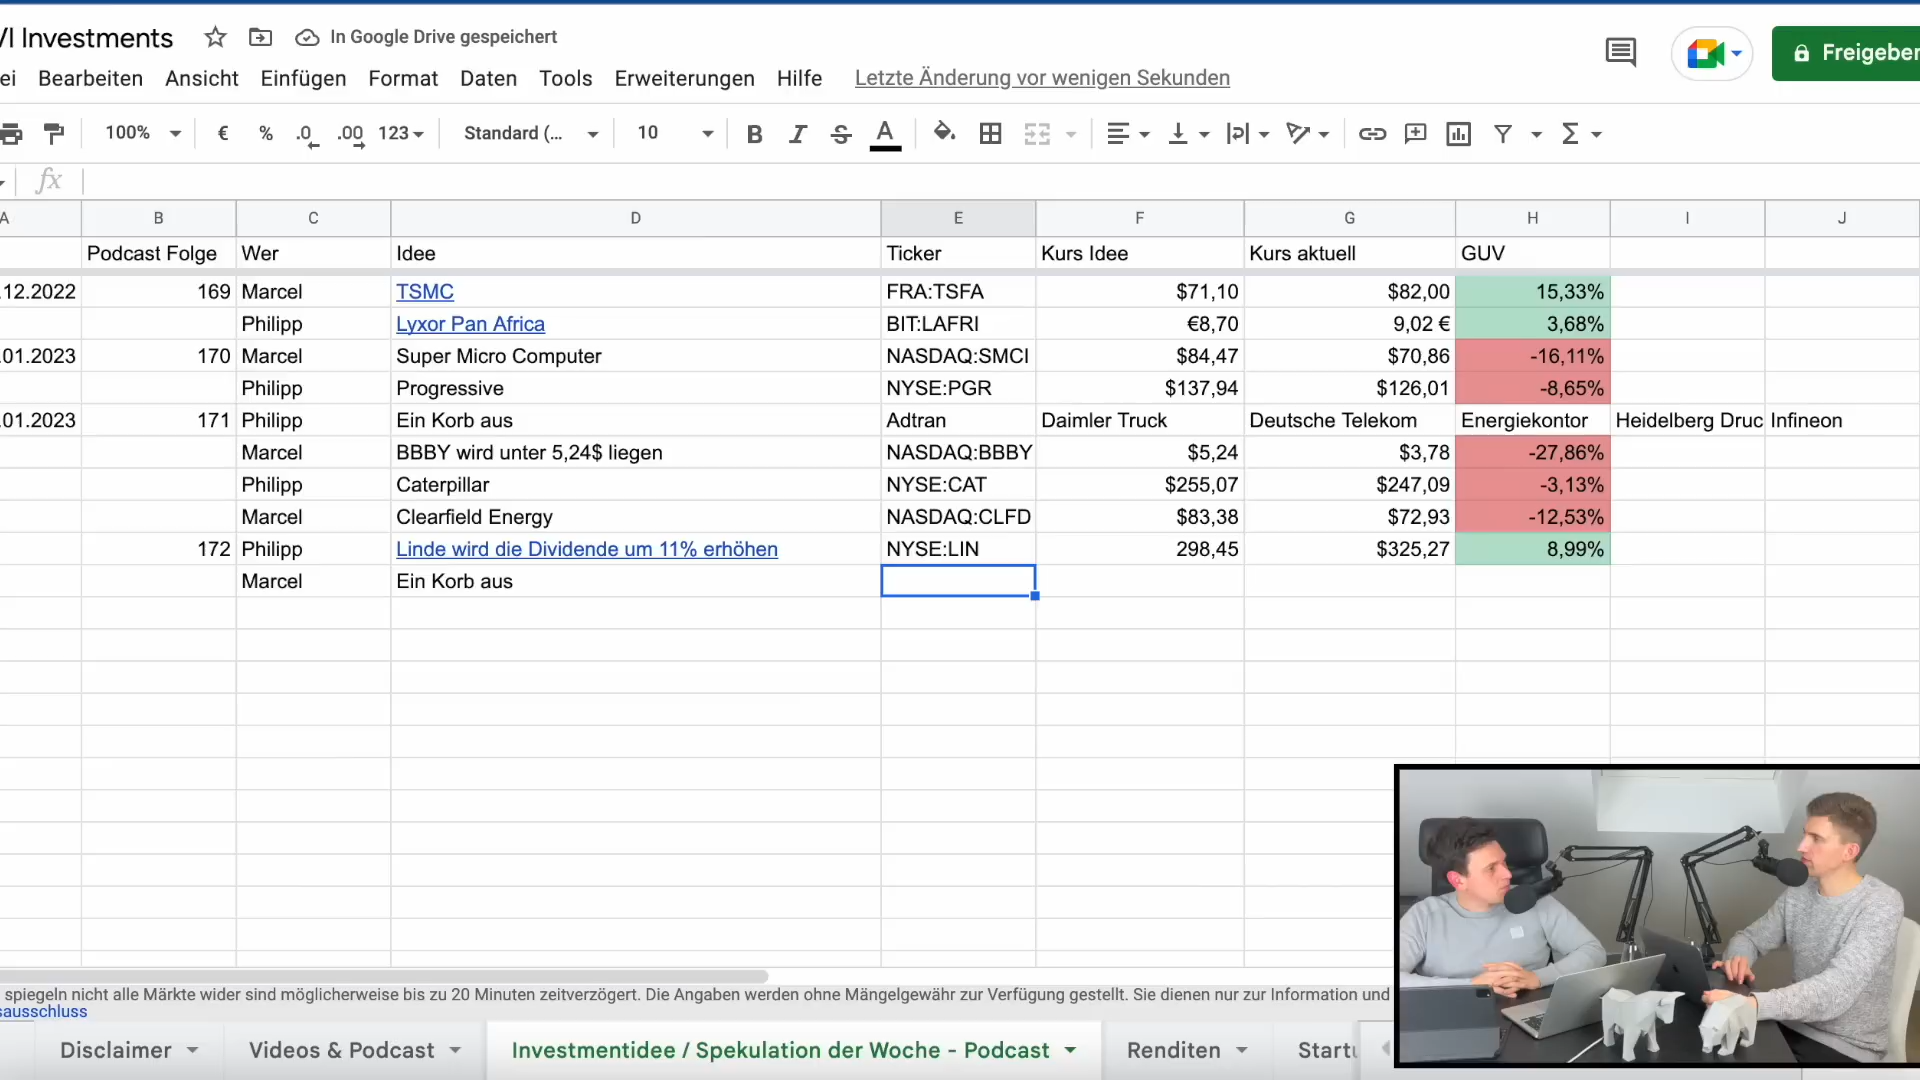 VI Investments In Google Drive gespeichert
Freigeben
ei Bearbeiten Ansicht Einfügen Format Daten Tools Erweiterungen Hilfe Letzte Änderung vor wenigen Sekunden
100% € % .0 .00 123 Standard (... 10 B I S A Σ
fx
A B C D E F G H I J
Podcast Folge Wer Idee Ticker Kurs Idee Kurs aktuell GUV
.12.2022 169 Marcel TSMC FRA:TSFA $71,10 $82,00 15,33%
Philipp Lyxor Pan Africa BIT:LAFRI €8,70 9,02 € 3,68%
.01.2023 170 Marcel Super Micro Computer NASDAQ:SMCI $84,47 $70,86 -16,11%
Philipp Progressive NYSE:PGR $137,94 $126,01 -8,65%
.01.2023 171 Philipp Ein Korb aus Adtran Daimler Truck Deutsche Telekom Energiekontor Heidelberg Druc Infineon
Marcel BBBY wird unter 5,24$ liegen NASDAQ:BBBY $5,24 $3,78 -27,86%
Philipp Caterpillar NYSE:CAT $255,07 $247,09 -3,13%
Marcel Clearfield Energy NASDAQ:CLFD $83,38 $72,93 -12,53%
172 Philipp Linde wird die Dividende um 11% erhöhen NYSE:LIN 298,45 $325,27 8,99%
Marcel Ein Korb aus
spiegeln nicht alle Märkte wider sind möglicherweise bis zu 20 Minuten zeitverzögert. Die Angaben werden ohne Mängelgewähr zur Verfügung gestellt. Sie dienen nur zur Information und
sausschluss
Disclaimer Videos & Podcast Investmentidee / Spekulation der Woche - Podcast Renditen Startu